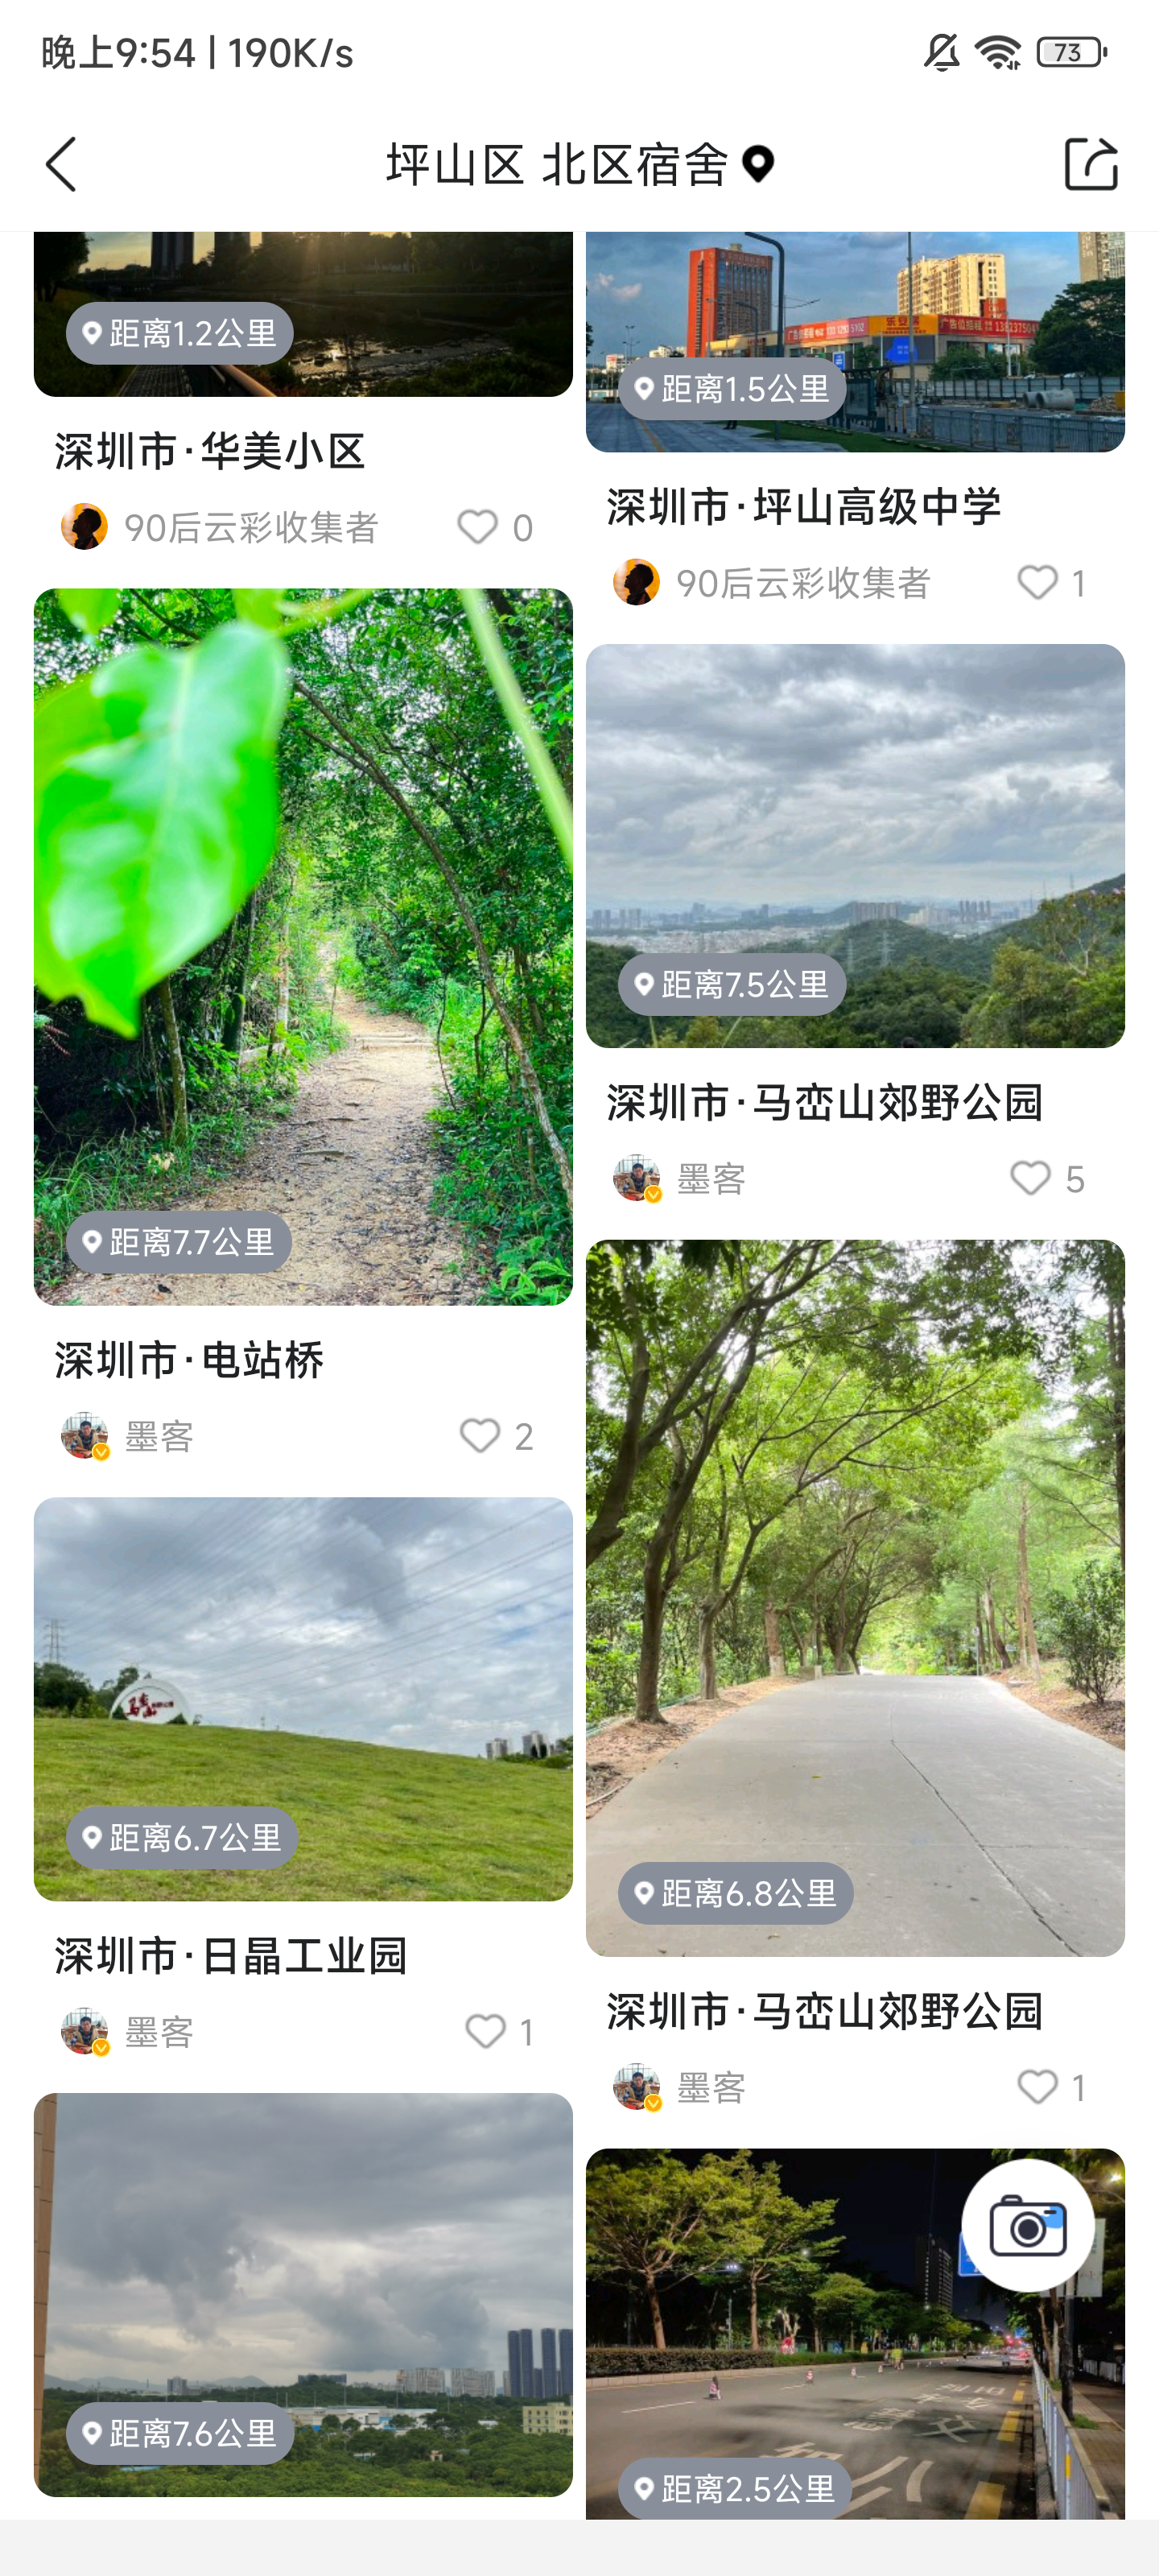 晚上9:54 | 190K/s
73
坪山区 北区宿舍
距离1.2公里
深圳市·华美小区
90后云彩收集者
0
距离7.7公里
深圳市·电站桥
墨客
2
距离6.7公里
深圳市·日晶工业园
墨客
1
距离7.6公里
距离1.5公里
深圳市·坪山高级中学
90后云彩收集者
1
距离7.5公里
深圳市·马峦山郊野公园
墨客
5
距离6.8公里
深圳市·马峦山郊野公园
墨客
1
距离2.5公里